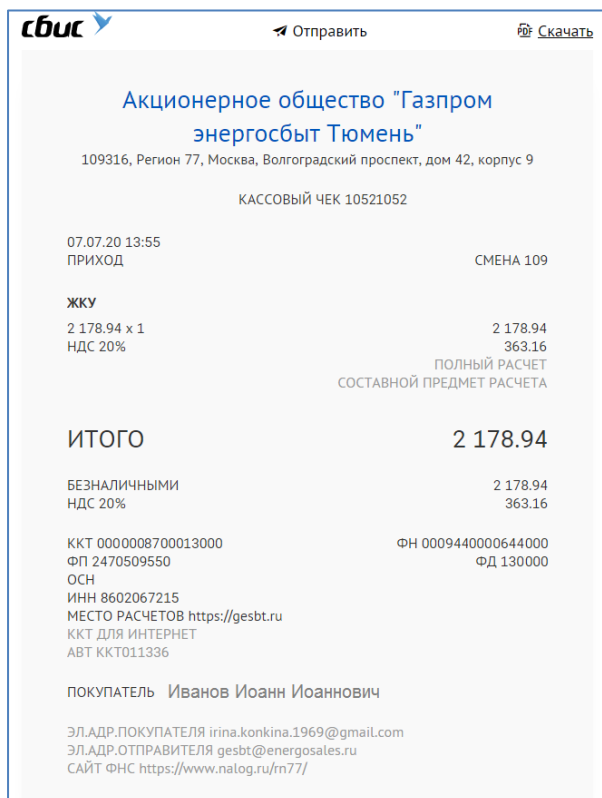 сбис Отправить PDF Скачать
Акционерное общество "Газпром
энергосбыт Тюмень"
109316, Регион 77, Москва, Волгоградский проспект, дом 42, корпус 9
КАССОВЫЙ ЧЕК 10521052
07.07.20 13:55
ПРИХОД СМЕНА 109
ЖКУ
2 178.94 x 1 2 178.94
НДС 20% 363.16
ПОЛНЫЙ РАСЧЕТ
СОСТАВНОЙ ПРЕДМЕТ РАСЧЕТА
ИТОГО 2 178.94
БЕЗНАЛИЧНЫМИ 2 178.94
НДС 20% 363.16
ККТ 0000008700013000 ФН 0009440000644000
ФП 2470509550 ФД 130000
ОСН
ИНН 8602067215
МЕСТО РАСЧЕТОВ https://gesbt.ru
ККТ ДЛЯ ИНТЕРНЕТ
АВТ ККТ011336
ПОКУПАТЕЛЬ Иванов Иоанн Иоаннович
ЭЛ.АДР.ПОКУПАТЕЛЯ irina.konkina.1969@gmail.com
ЭЛ.АДР.ОТПРАВИТЕЛЯ gesbt@energosales.ru
САЙТ ФНС https://www.nalog.ru/rn77/